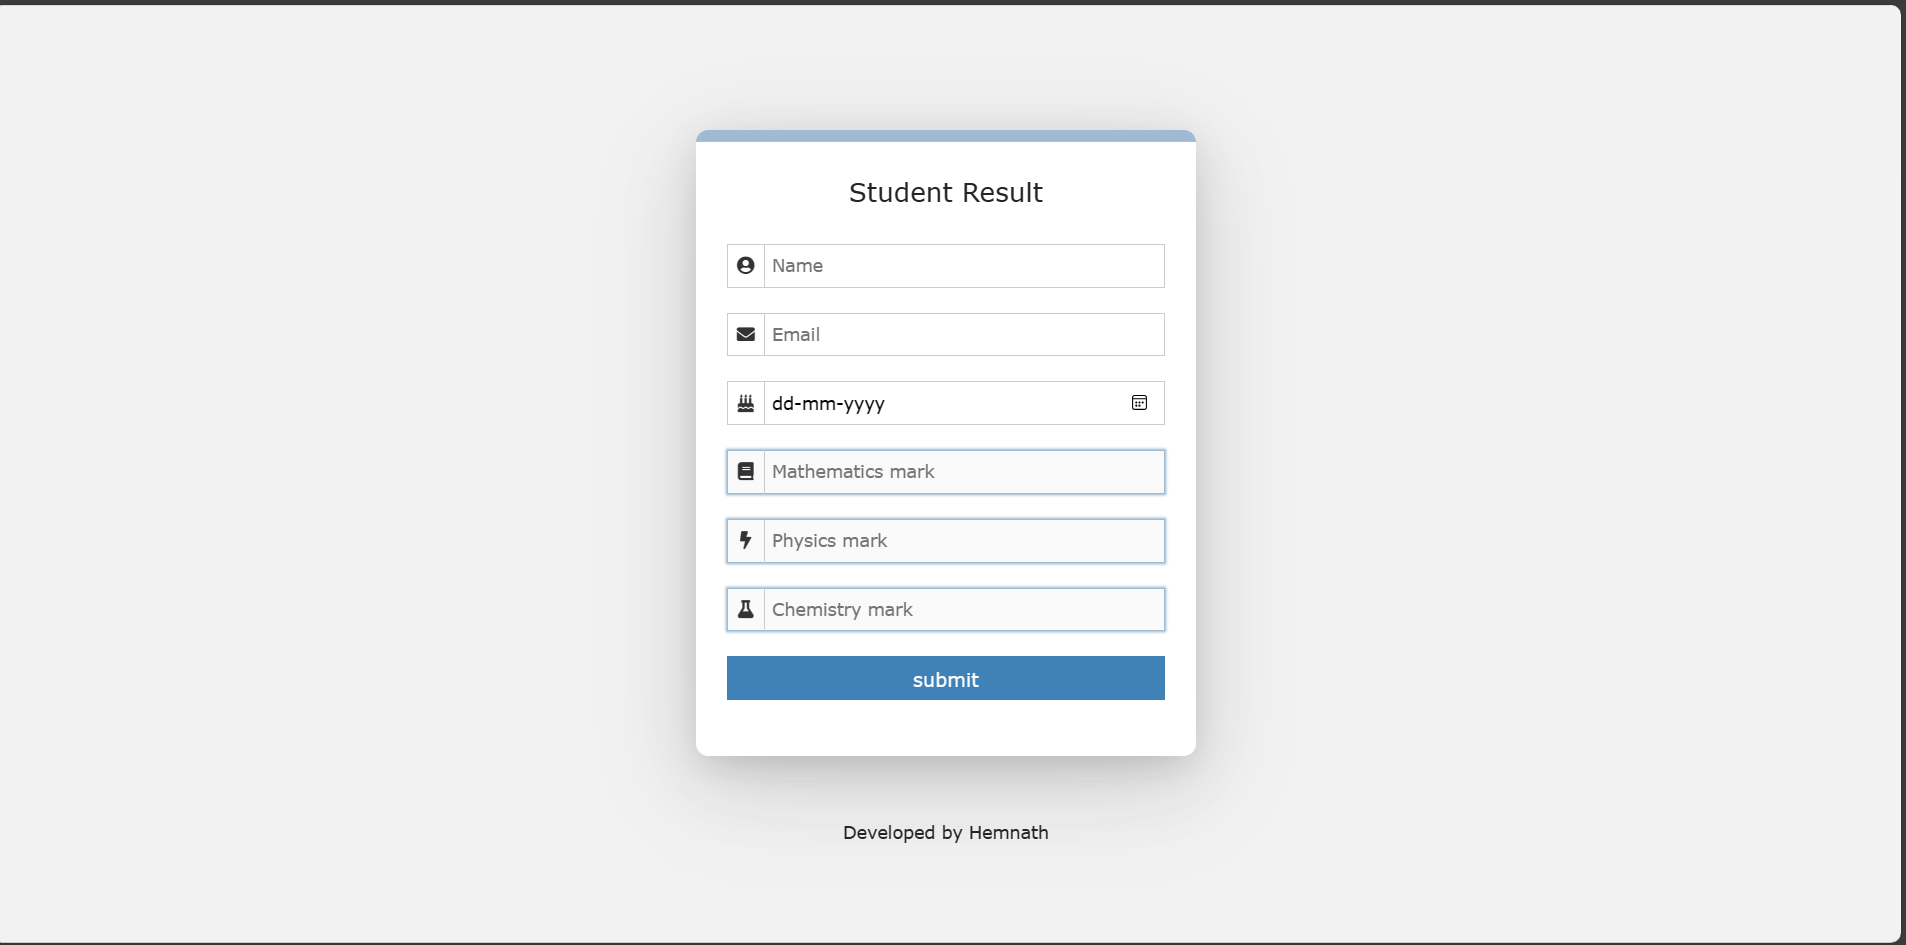 Student Result
Name
Email
dd-mm-yyyy
Mathematics mark
Physics mark
Chemistry mark
submit
Developed by Hemnath